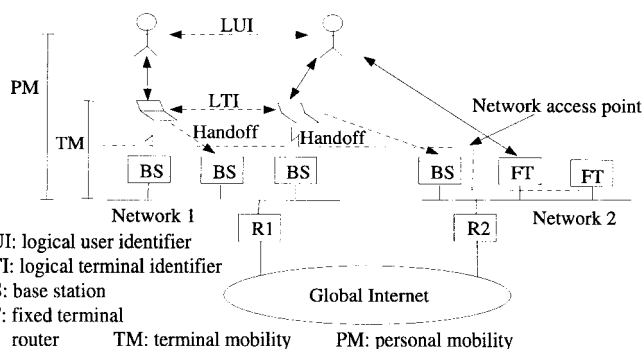 LUI
PM
LTI
Network access point
TM
Handoff
Handoff
BS
BS
BS
BS
FT
FT
Network 1
Network 2
R1
R2
UI: logical user identifier
TI: logical terminal identifier
S: base station
T: fixed terminal
router TM: terminal mobility PM: personal mobility
Global Internet